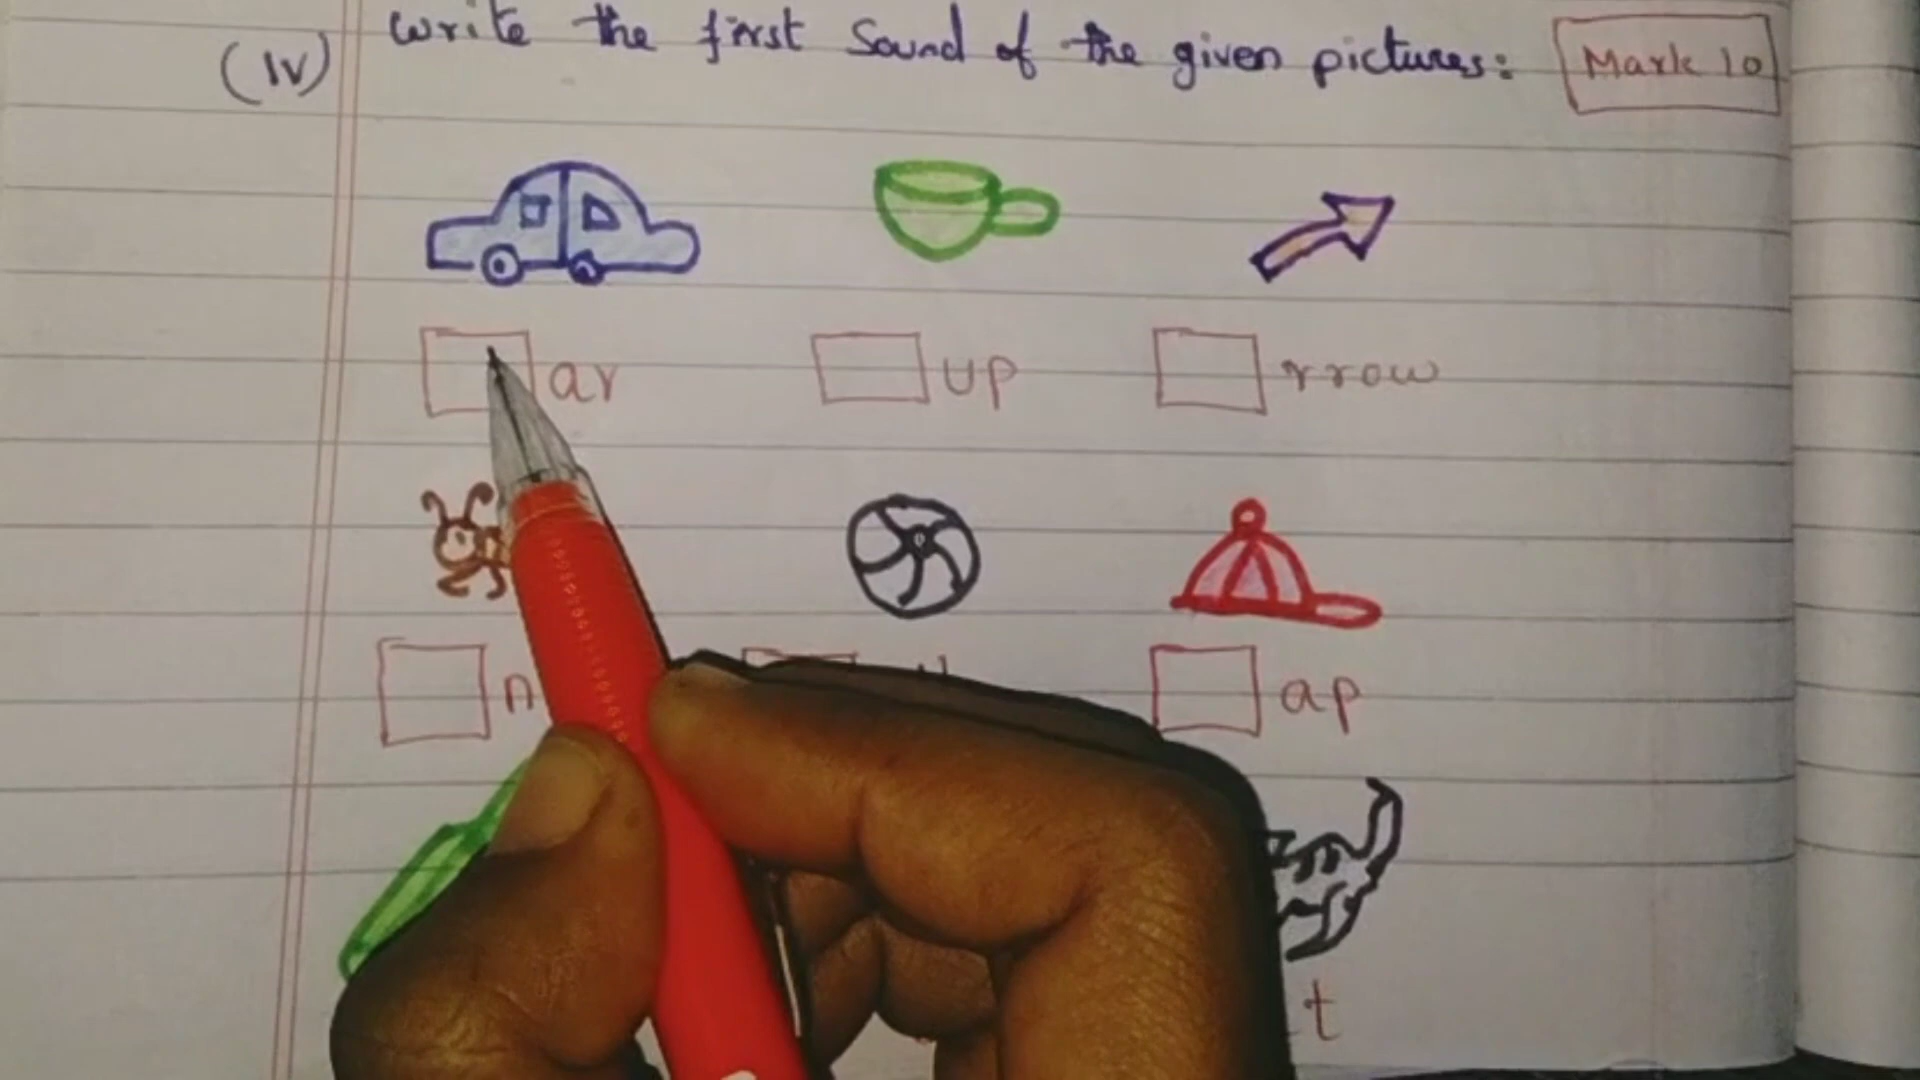 (iv) Write the first Sound of the given pictures: Mark 10
ar up rrow
n ap
t